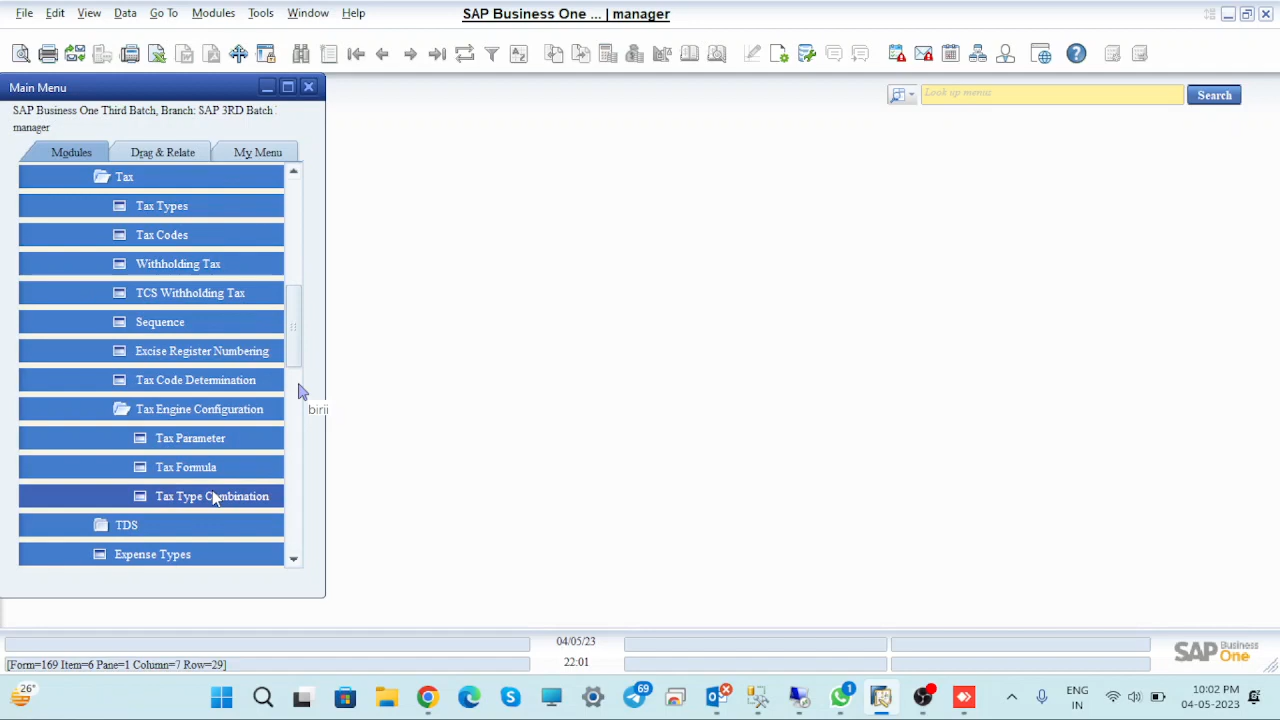 File Edit View Data Go To Modules Tools Window Help
SAP Business One ... | manager
Main Menu
SAP Business One Third Batch, Branch: SAP 3RD Batch
manager
Look up menus
Search
Modules Drag & Relate My Menu
Tax
Tax Types
Tax Codes
Withholding Tax
TCS Withholding Tax
Sequence
Excise Register Numbering
Tax Code Determination
Tax Engine Configuration
birii
Tax Parameter
Tax Formula
Tax Type Combination
TDS
Expense Types
04/05/23
22:01
[Form=169 Item=6 Pane=1 Column=7 Row=29]
SAP Business One
26°
69
1
ENG
IN
10:02 PM
04-05-2023